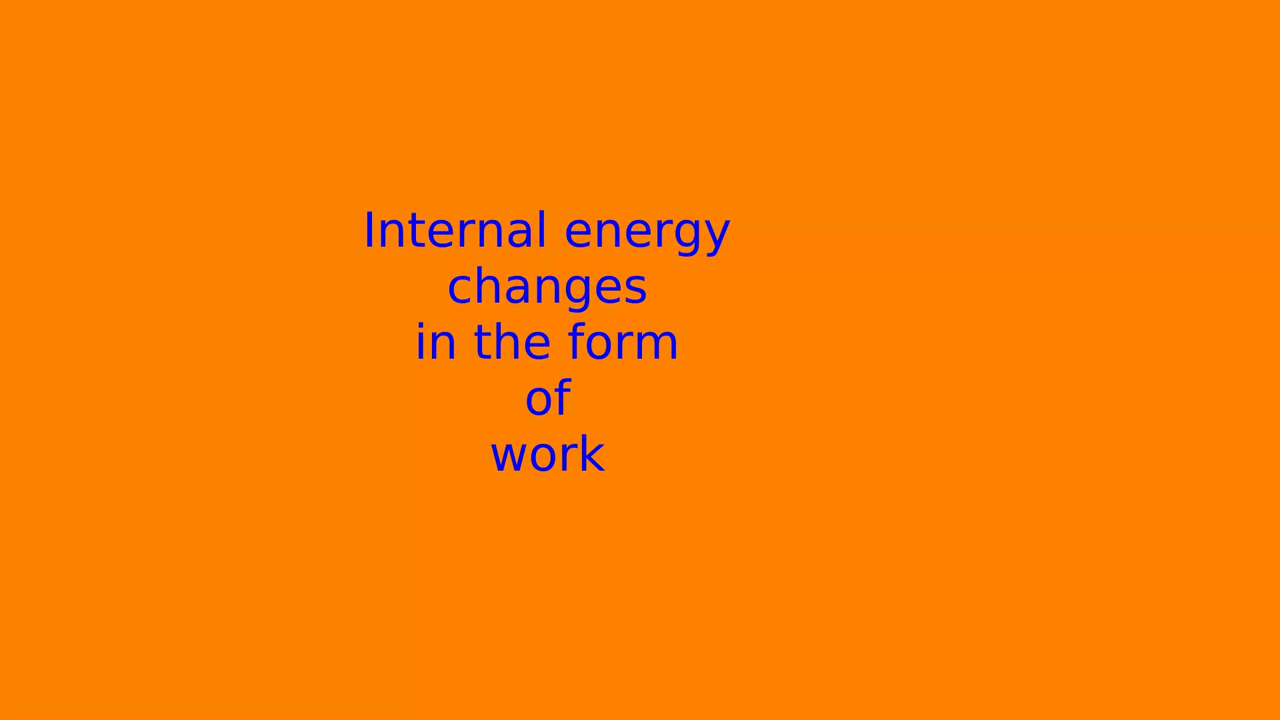 Internal energy
changes
in the form
of
work